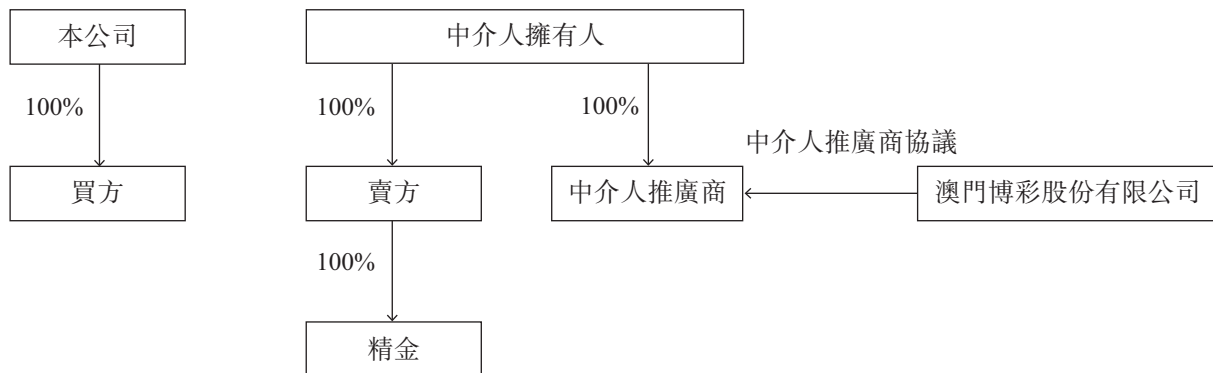 本公司
中介人擁有人
100%
100%
100%
中介人推廣商協議
買方
賣方
中介人推廣商
澳門博彩股份有限公司
100%
精金